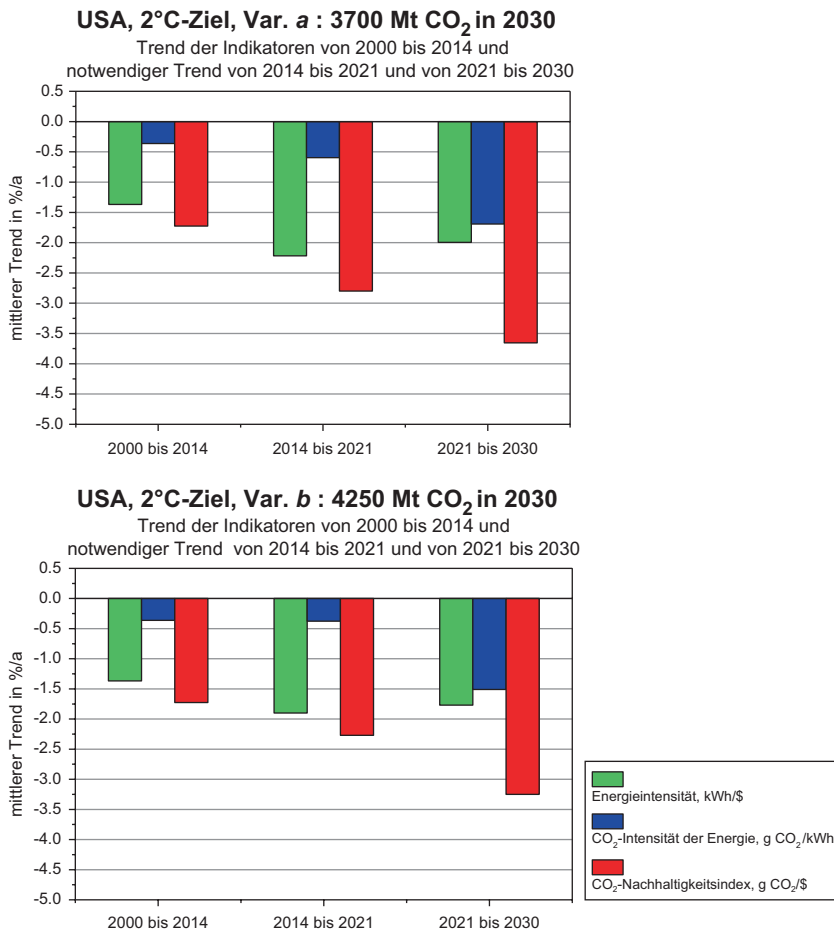 USA, 2°C-Ziel, Var. a : 3700 Mt CO2 in 2030
Trend der Indikatoren von 2000 bis 2014 und
notwendiger Trend von 2014 bis 2021 und von 2021 bis 2030
mittlerer Trend in %/a
0.5
0.0
-0.5
-1.0
-1.5
-2.0
-2.5
-3.0
-3.5
-4.0
-4.5
-5.0
2000 bis 2014
2014 bis 2021
2021 bis 2030
USA, 2°C-Ziel, Var. b : 4250 Mt CO2 in 2030
Trend der Indikatoren von 2000 bis 2014 und
notwendiger Trend von 2014 bis 2021 und von 2021 bis 2030
mittlerer Trend in %/a
0.5
0.0
-0.5
-1.0
-1.5
-2.0
-2.5
-3.0
-3.5
-4.0
-4.5
-5.0
2000 bis 2014
2014 bis 2021
2021 bis 2030
Energieintensität, kWh/$
CO2-Intensität der Energie, g CO2/kWh
CO2-Nachhaltigkeitsindex, g CO2/$